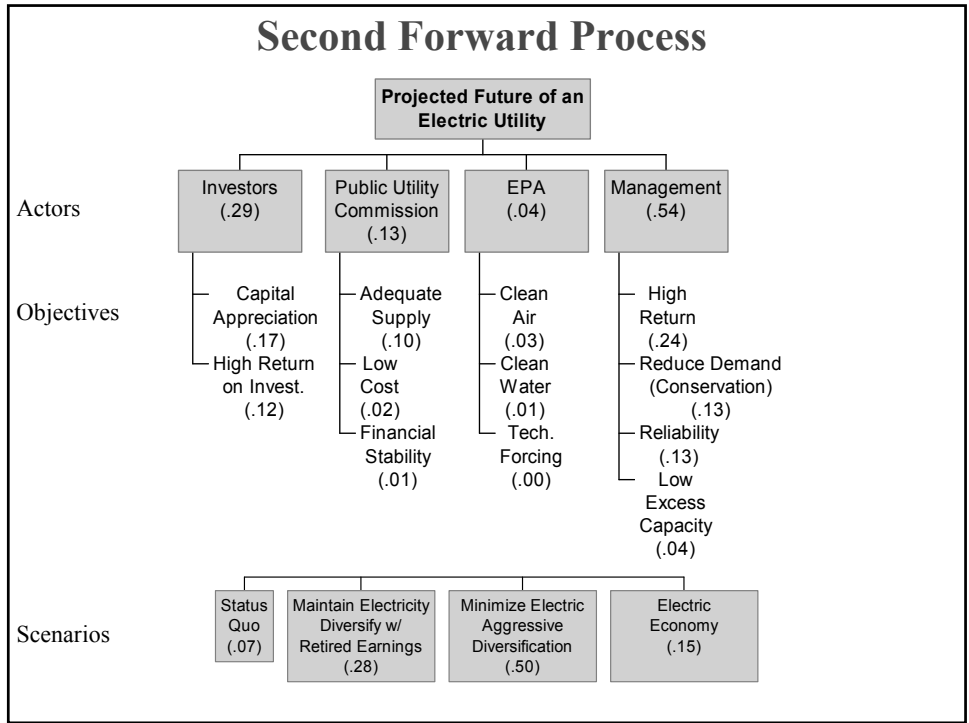 Second Forward Process
Projected Future of an
Electric Utility
Actors
Investors
(.29)
Public Utility
Commission
(.13)
EPA
(.04)
Management
(.54)
Objectives
Capital
Appreciation
(.17)
High Return
on Invest.
(.12)
Adequate
Supply
(.10)
Low
Cost
(.02)
Financial
Stability
(.01)
Clean
Air
(.03)
Clean
Water
(.01)
Tech.
Forcing
(.00)
High
Return
(.24)
Reduce Demand
(Conservation)
(.13)
Reliability
(.13)
Low
Excess
Capacity
(.04)
Scenarios
Status
Quo
(.07)
Maintain Electricity
Diversify w/
Retired Earnings
(.28)
Minimize Electric
Aggressive
Diversification
(.50)
Electric
Economy
(.15)